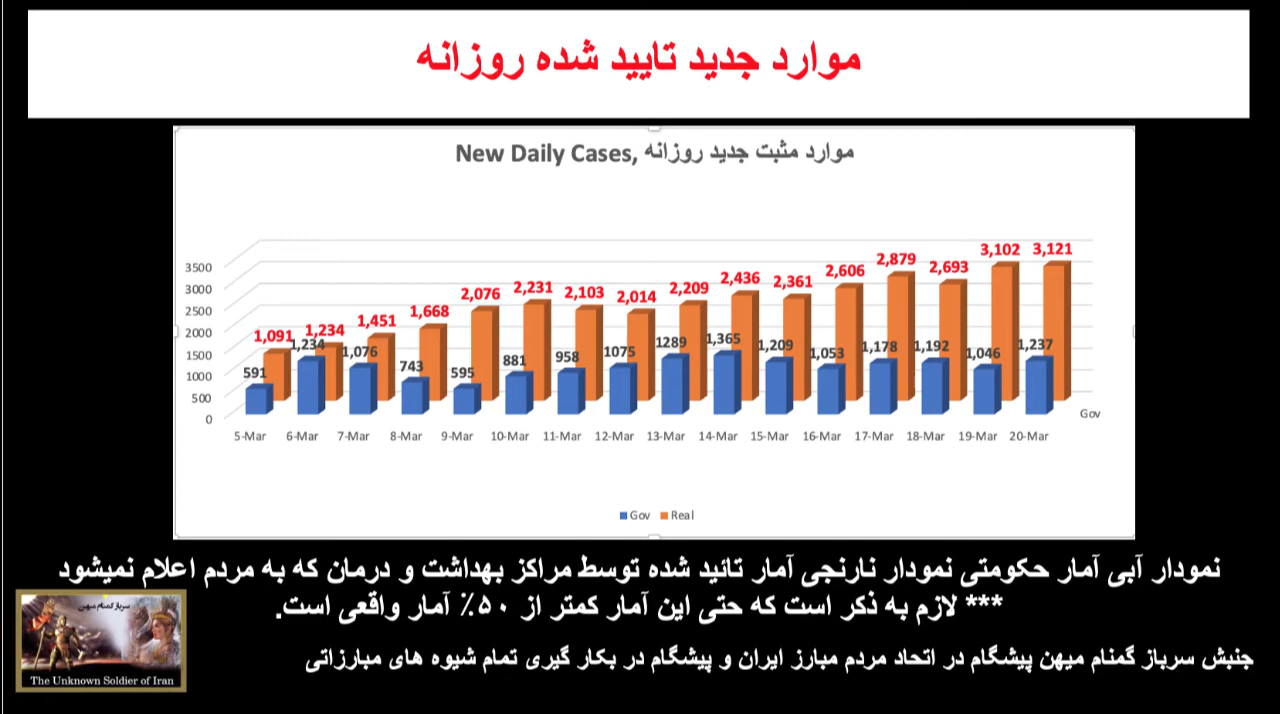 موارد جدید تایید شده روزانه
New Daily Cases, موارد مثبت جدید روزانه
3500
3000
2500
2000
1500
1000
500
0
1,091 1,234 1,451 1,668 2,076 2,231 2,103 2,014 2,209 2,436 2,361 2,606 2,879 2,693 3,102 3,121
591 1,234 1,076 743 595 881 958 1075 1289 1,365 1,209 1,053 1,178 1,192 1,046 1,237
Gov
5-Mar 6-Mar 7-Mar 8-Mar 9-Mar 10-Mar 11-Mar 12-Mar 13-Mar 14-Mar 15-Mar 16-Mar 17-Mar 18-Mar 19-Mar 20-Mar
Gov Real
نمودار آبی آمار حکومتی نمودار نارنجی آمار تائید شده توسط مراکز بهداشت و درمان که به مردم اعلام نمیشود
*** لازم به ذکر است که حتی این آمار کمتر از ۵۰٪ آمار واقعی است.
جنبش سرباز گمنام میهن پیشگام در اتحاد مردم مبارز ایران و پیشگام در بکار گیری تمام شیوه های مبارزاتی
سرباز گمنام میهن
The Unknown Soldier of Iran